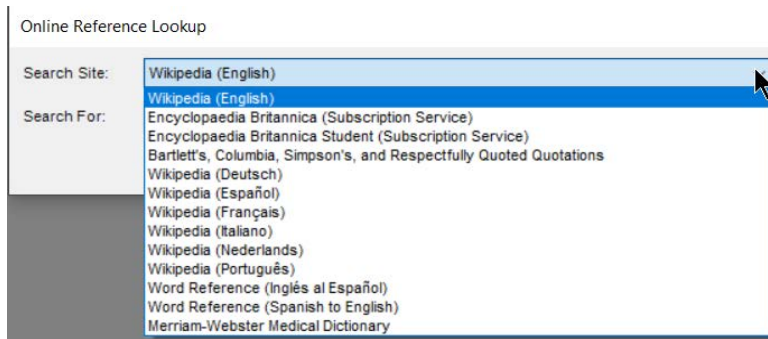 Online Reference Lookup
Search Site: Wikipedia (English)
Wikipedia (English)
Search For:
Encyclopaedia Britannica (Subscription Service)
Encyclopaedia Britannica Student (Subscription Service)
Bartlett's, Columbia, Simpson's, and Respectfully Quoted Quotations
Wikipedia (Deutsch)
Wikipedia (Español)
Wikipedia (Français)
Wikipedia (Italiano)
Wikipedia (Nederlands)
Wikipedia (Português)
Word Reference (Inglés al Español)
Word Reference (Spanish to English)
Merriam-Webster Medical Dictionary